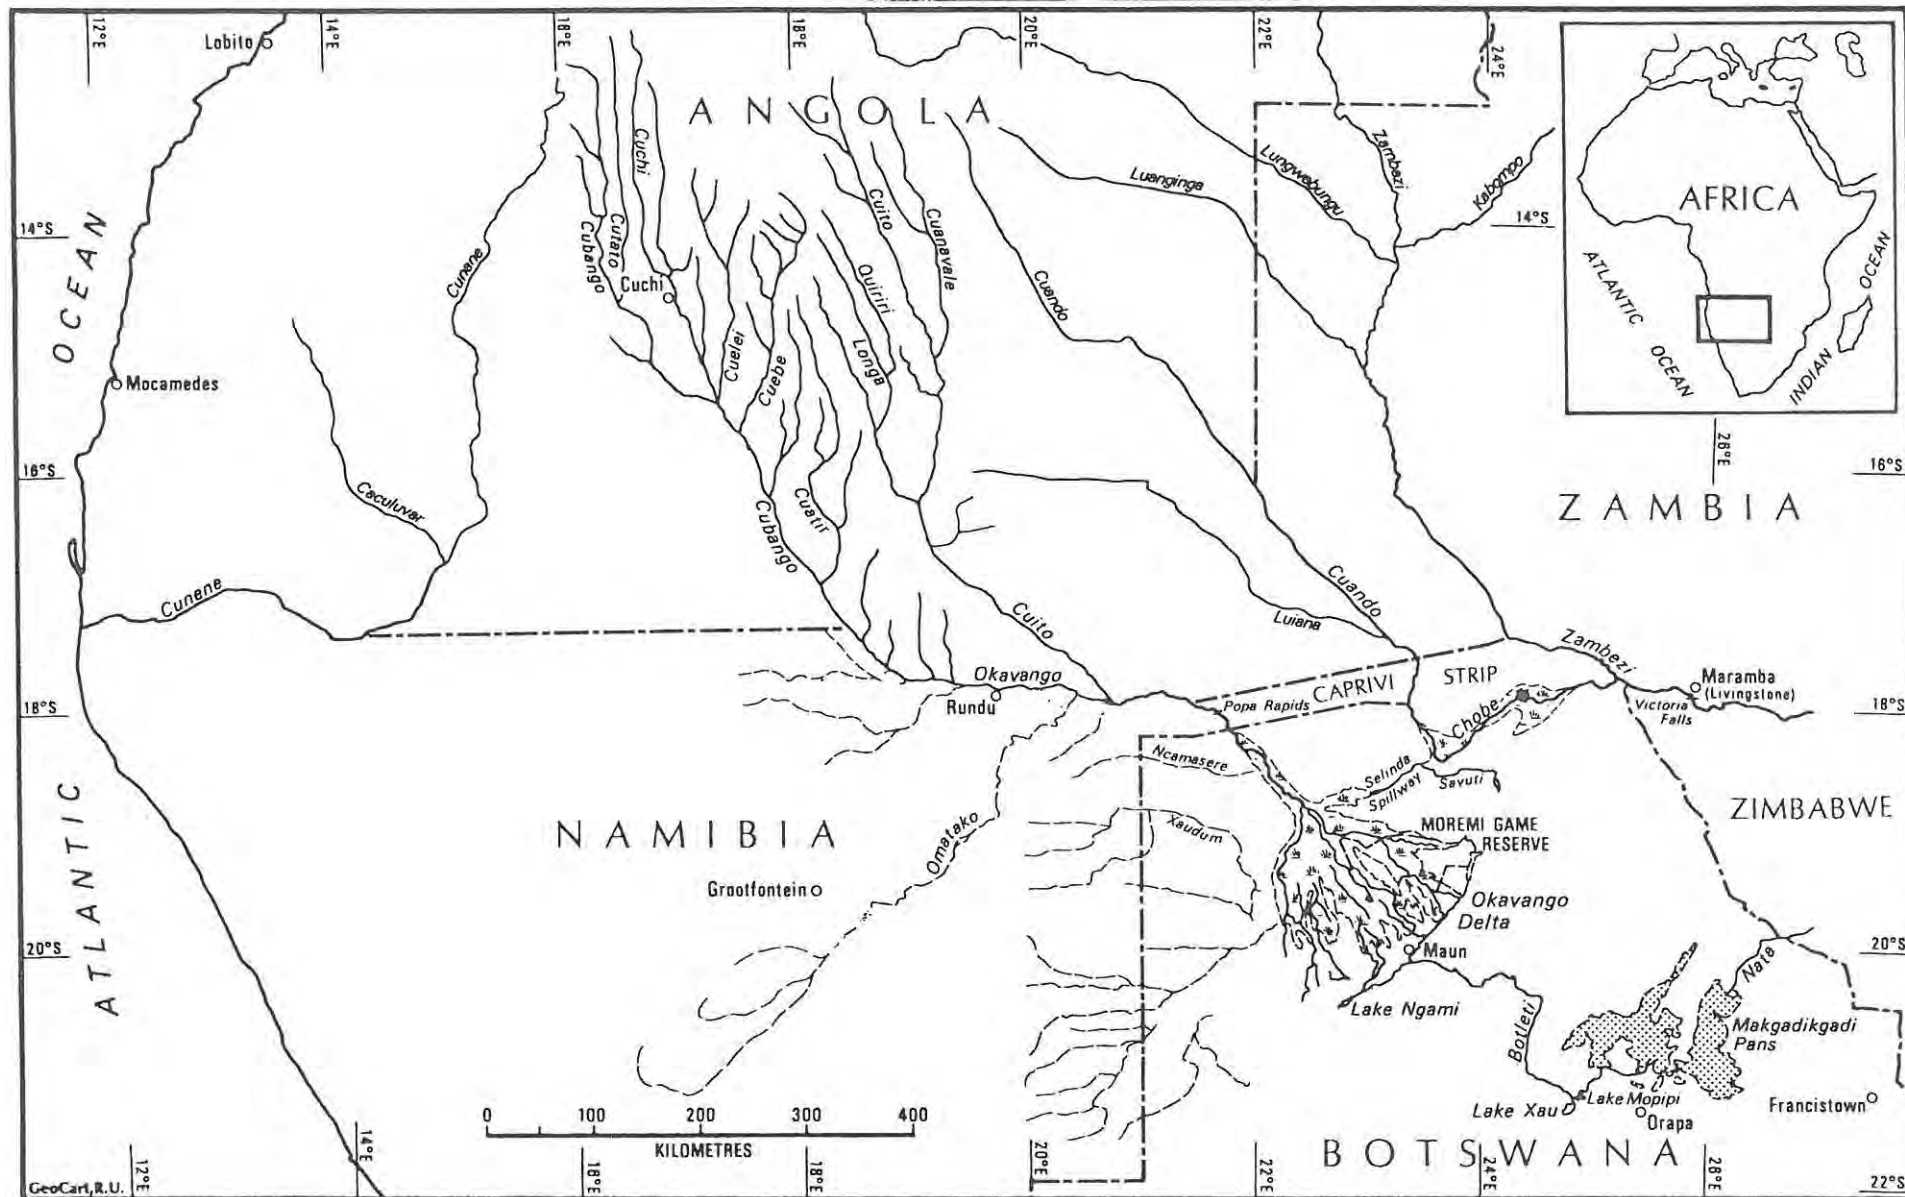 12°E
14°E
16°E
18°E
20°E
22°E
24°E
Lobito
ANGOLA
Cuchi
Cutato
Cubango
Cuchi
Cunene
Cuito
Cuanavale
Quiriri
Longa
Cuelei
Cuebe
Cuatir
Cubango
Cuando
Luanginga
Lungwebungu
Zambezi
Kabompo
14°S
14°S
AFRICA
ATLANTIC
OCEAN
INDIAN
OCEAN
OCEAN
ATLANTIC
Mocamedes
16°S
26°E
16°S
ZAMBIA
Caculuvar
Cunene
Cuito
Cuando
Luiana
Okavango
Rundu
CAPRIVI
STRIP
Zambezi
Maramba
(Livingstone)
Victoria
Falls
Popa Rapids
Chobe
18°S
18°S
Ncamasere
Selinda
Spillway
Savuti
Xaudum
MOREMI GAME
RESERVE
ZIMBABWE
NAMIBIA
Omatako
Grootfontein
Okavango
Delta
Maun
20°S
20°S
Nata
Lake Ngami
Botleti
Makgadikgadi
Pans
Lake Xau
Lake Mopipi
Orapa
Francistown
0 100 200 300 400
KILOMETRES
BOTSWANA
12°E
14°E
18°E
20°E
22°E
24°E
22°S
GeoCart,R.U.